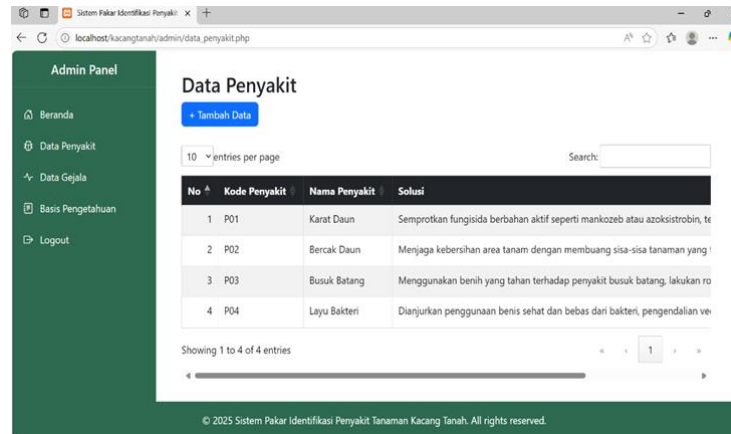 Sistem Pakar Identifikasi Penyakit
localhost/kacangtanah/admin/data_penyakit.php
Admin Panel
Beranda
Data Penyakit
Data Gejala
Basis Pengetahuan
Logout
Data Penyakit
+ Tambah Data
10 entries per page
Search:
No Kode Penyakit Nama Penyakit Solusi
1 P01 Karat Daun Semprotkan fungisida berbahan aktif seperti mankozeb atau azoksistrobin, te
2 P02 Bercak Daun Menjaga kebersihan area tanam dengan membuang sisa-sisa tanaman yang
3 P03 Busuk Batang Menggunakan benih yang tahan terhadap penyakit busuk batang, lakukan ro
4 P04 Layu Bakteri Dianjurkan penggunaan benis sehat dan bebas dari bakteri, pengendalian ve
Showing 1 to 4 of 4 entries
« ‹ 1 › »
© 2025 Sistem Pakar Identifikasi Penyakit Tanaman Kacang Tanah. All rights reserved.